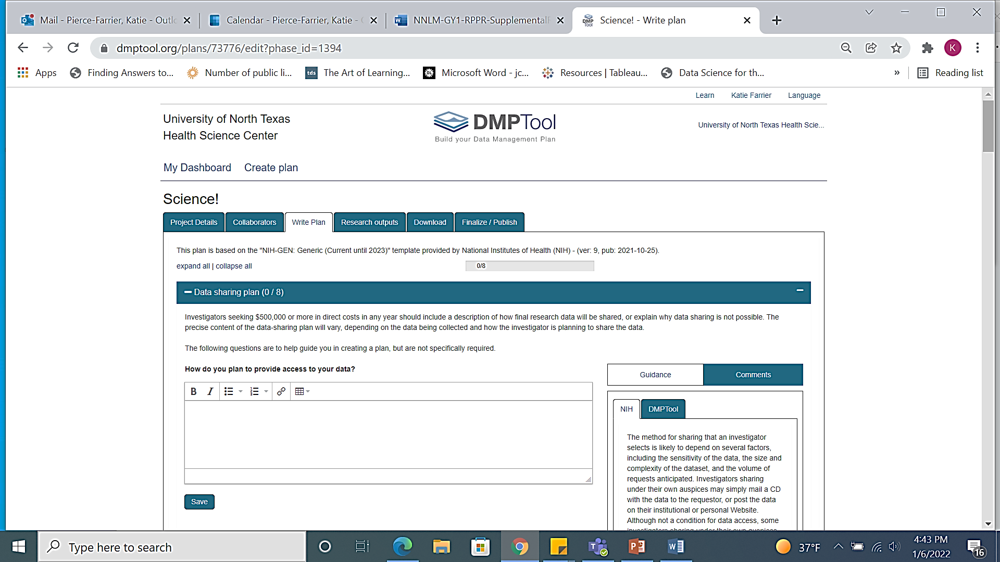 Mail - Pierce-Farrier, Katie - Outlo
Calendar - Pierce-Farrier, Katie -
NNLM-GY1-RPPR-Supplemental
Science! - Write plan
dmptool.org/plans/73776/edit?phase_id=1394
K
Apps
Finding Answers to...
Number of public li...
tds
The Art of Learning...
Microsoft Word - jc...
Resources | Tableau...
Data Science for th...
»
Reading list
Learn
Katie Farrier
Language
University of North Texas
Health Science Center
DMPTool
Build your Data Management Plan
University of North Texas Health Scie...
My Dashboard
Create plan
Science!
Project Details
Collaborators
Write Plan
Research outputs
Download
Finalize / Publish
This plan is based on the "NIH-GEN: Generic (Current until 2023)" template provided by National Institutes of Health (NIH) - (ver: 9, pub: 2021-10-25).
expand all | collapse all
0/8
Data sharing plan (0 / 8)
Investigators seeking $500,000 or more in direct costs in any year should include a description of how final research data will be shared, or explain why data sharing is not possible. The
precise content of the data-sharing plan will vary, depending on the data being collected and how the investigator is planning to share the data.
The following questions are to help guide you in creating a plan, but are not specifically required.
How do you plan to provide access to your data?
Guidance
Comments
B I
NIH
DMPTool
The method for sharing that an investigator
selects is likely to depend on several factors,
including the sensitivity of the data, the size and
complexity of the dataset, and the volume of
requests anticipated. Investigators sharing
under their own auspices may simply mail a CD
with the data to the requestor, or post the data
on their institutional or personal Website.
Although not a condition for data access, some
Save
Type here to search
37°F
4:43 PM
1/6/2022
16